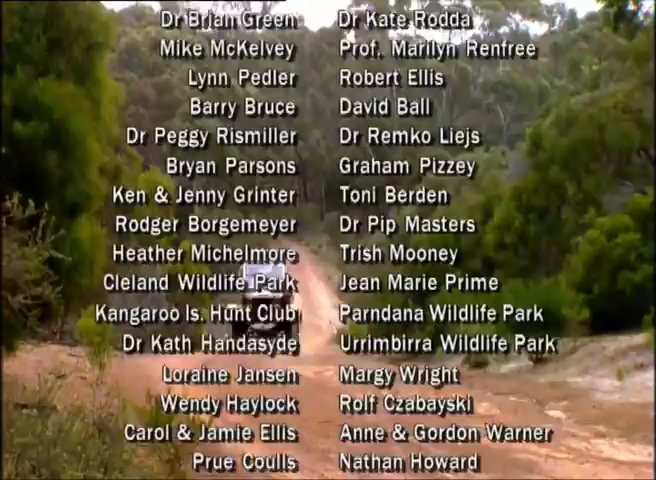 Dr Brian Green Dr Kate Rodda
Mike McKelvey Prof. Marilyn Renfree
Lynn Pedler Robert Ellis
Barry Bruce David Ball
Dr Peggy Rismiller Dr Remko Liejs
Bryan Parsons Graham Pizzey
Ken & Jenny Grinter Toni Berden
Rodger Borgemeyer Dr Pip Masters
Heather Michelmore Trish Mooney
Cleland Wildlife Park Jean Marie Prime
Kangaroo Is. Hunt Club Parndana Wildlife Park
Dr Kath Handasyde Urrimbirra Wildlife Park
Loraine Jansen Margy Wright
Wendy Haylock Rolf Czabayski
Carol & Jamie Ellis Anne & Gordon Warner
Prue Coulls Nathan Howard